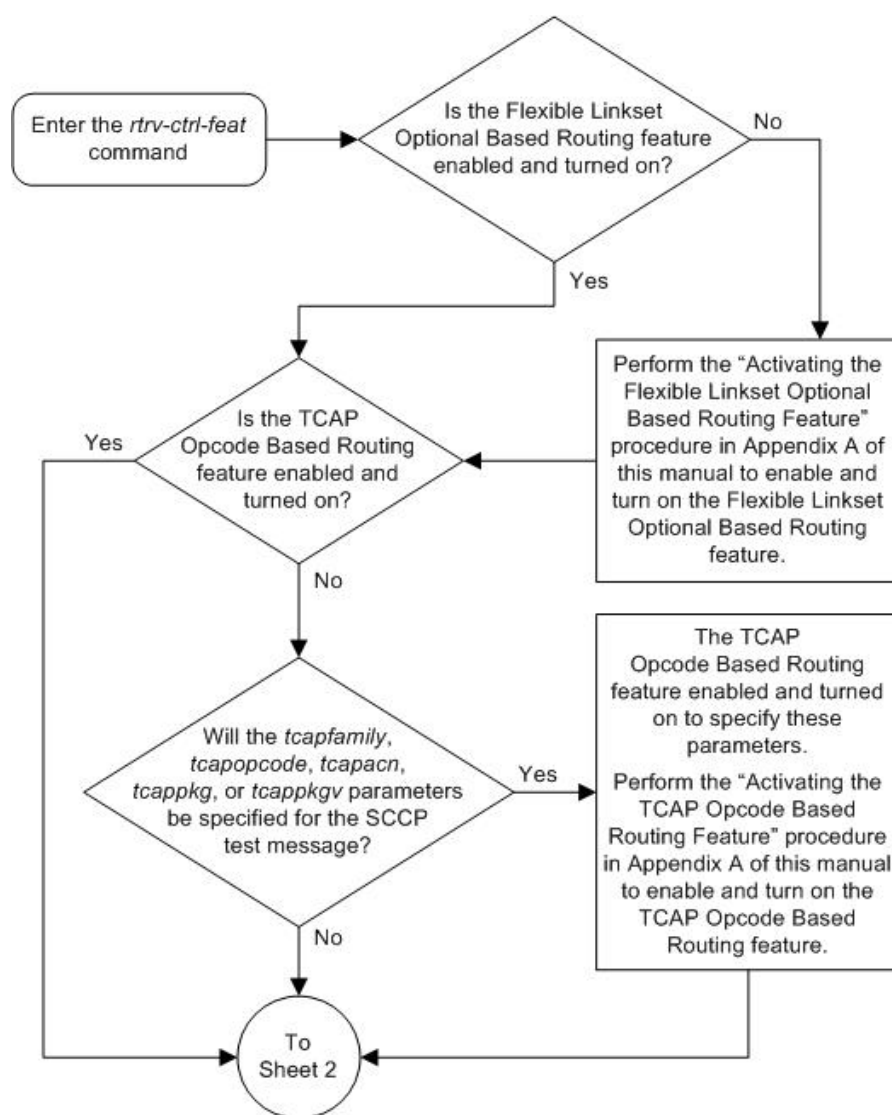 Enter the rtrv-ctrl-feat
command
Is the Flexible Linkset
Optional Based Routing feature
enabled and turned on?
No
Yes
Perform the “Activating the
Flexible Linkset Optional
Based Routing Feature”
procedure in Appendix A of
this manual to enable and
turn on the Flexible Linkset
Optional Based Routing
feature.
Is the TCAP
Opcode Based Routing
feature enabled and
turned on?
Yes
No
Will the tcapfamily,
tcapopcode, tcapacn,
tcappkg, or tcappkgv parameters
be specified for the SCCP
test message?
Yes
No
The TCAP
Opcode Based Routing
feature enabled and turned
on to specify these
parameters.
Perform the “Activating the
TCAP Opcode Based
Routing Feature” procedure
in Appendix A of this manual
to enable and turn on the
TCAP Opcode Based
Routing feature.
To
Sheet 2